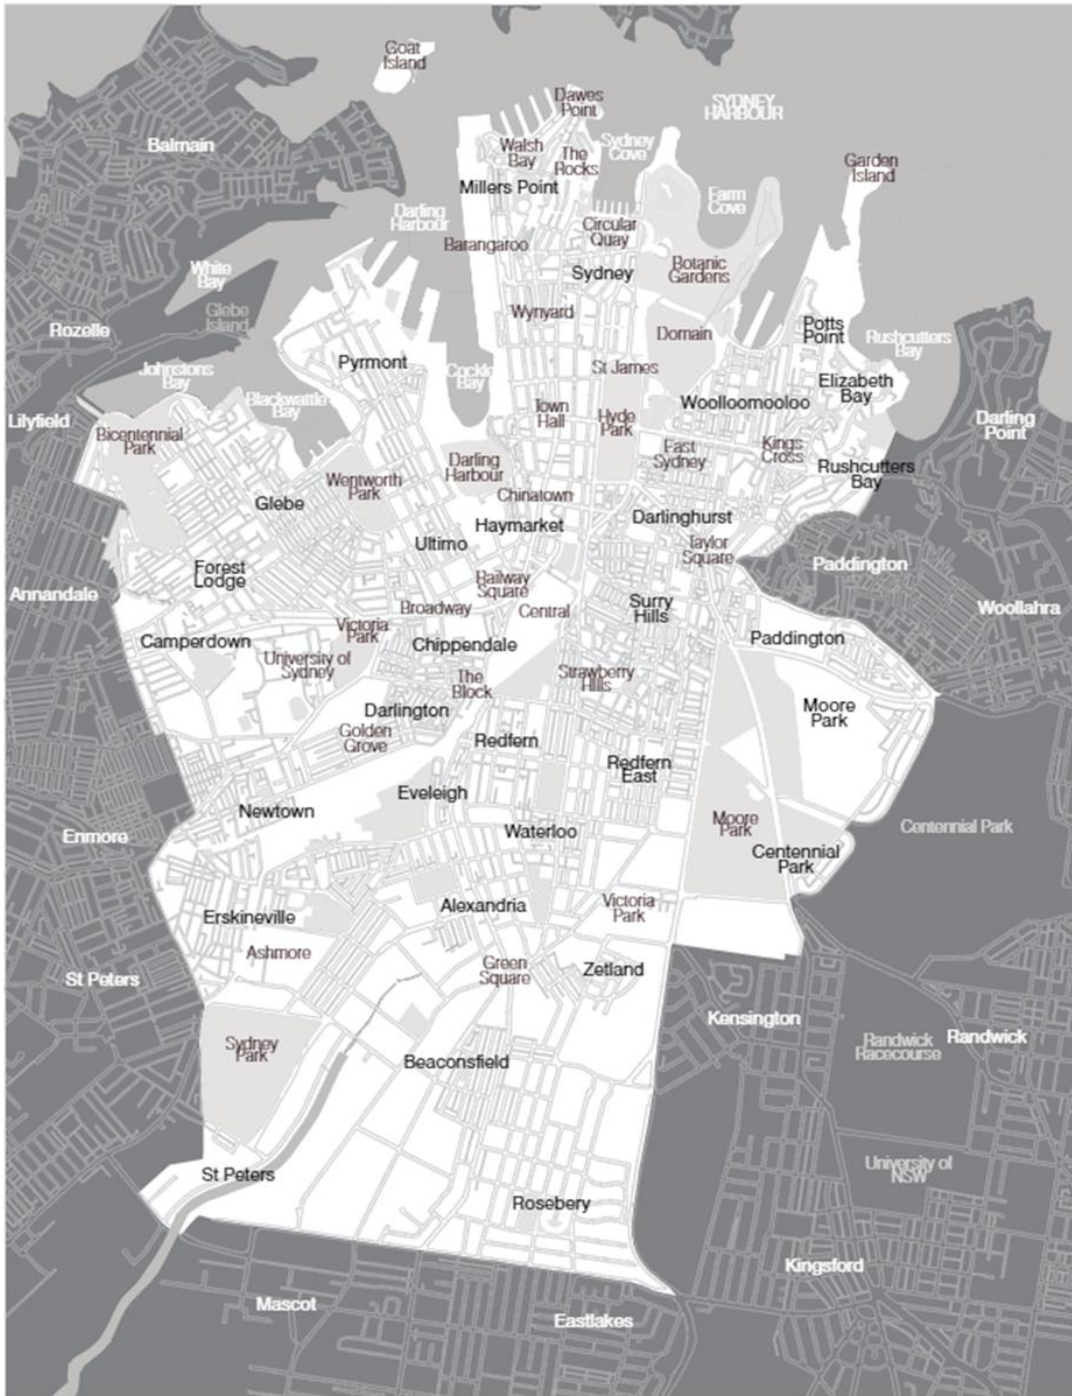 Goat
Island
Dawes
Point
SYDNEY
HARBOUR
Balmain
Walsh
Bay
The
Rocks
Sydney
Cove
Garden
Island
Millers Point
Farm
Cove
Darling
Harbour
Circular
Quay
Barangaroo
Sydney
Botanic
Gardens
White
Bay
Glebe
Island
Wynyard
Rozelle
Domain
Potts
Point
Rushcutters
Bay
Pyrmont
Johnstons
Bay
Cockle
Bay
St James
Elizabeth
Bay
Blackwattle
Bay
Woolloomooloo
Lilyfield
Town
Hall
Hyde
Park
Darling
Point
Bicentennial
Park
East
Sydney
Kings
Cross
Darling
Harbour
Rushcutters
Bay
Wentworth
Park
Chinatown
Glebe
Haymarket
Darlinghurst
Ultimo
Taylor
Square
Paddington
Forest
Lodge
Railway
Square
Annandale
Broadway
Central
Surry
Hills
Woollahra
Victoria
Park
Camperdown
Chippendale
Paddington
University of
Sydney
Strawberry
Hills
The
Block
Darlington
Moore
Park
Golden
Grove
Redfern
Redfern
East
Eveleigh
Newtown
Moore
Park
Centennial Park
Enmore
Waterloo
Centennial
Park
Erskineville
Alexandria
Victoria
Park
Ashmore
St Peters
Green
Square
Zetland
Kensington
Sydney
Park
Randwick
Racecourse
Randwick
Beaconsfield
St Peters
University of
NSW
Rosebery
Kingsford
Mascot
Eastlakes